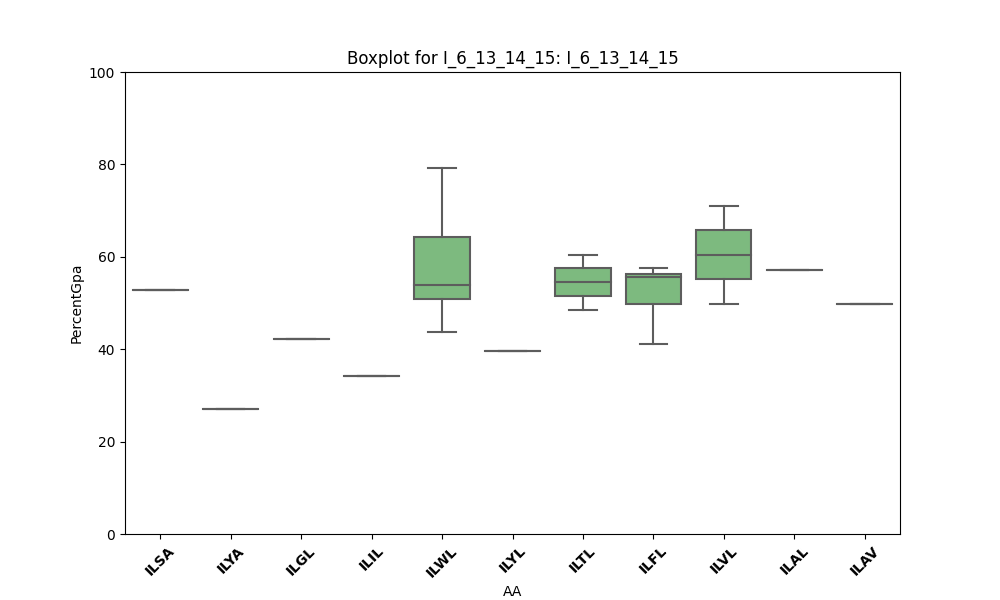 Boxplot for I_6_13_14_15: I_6_13_14_15
PercentGpa
100
80
60
40
20
0
ILSA ILYA ILGL ILIL ILWL ILYL ILTL ILFL ILVL ILAL ILAV
AA